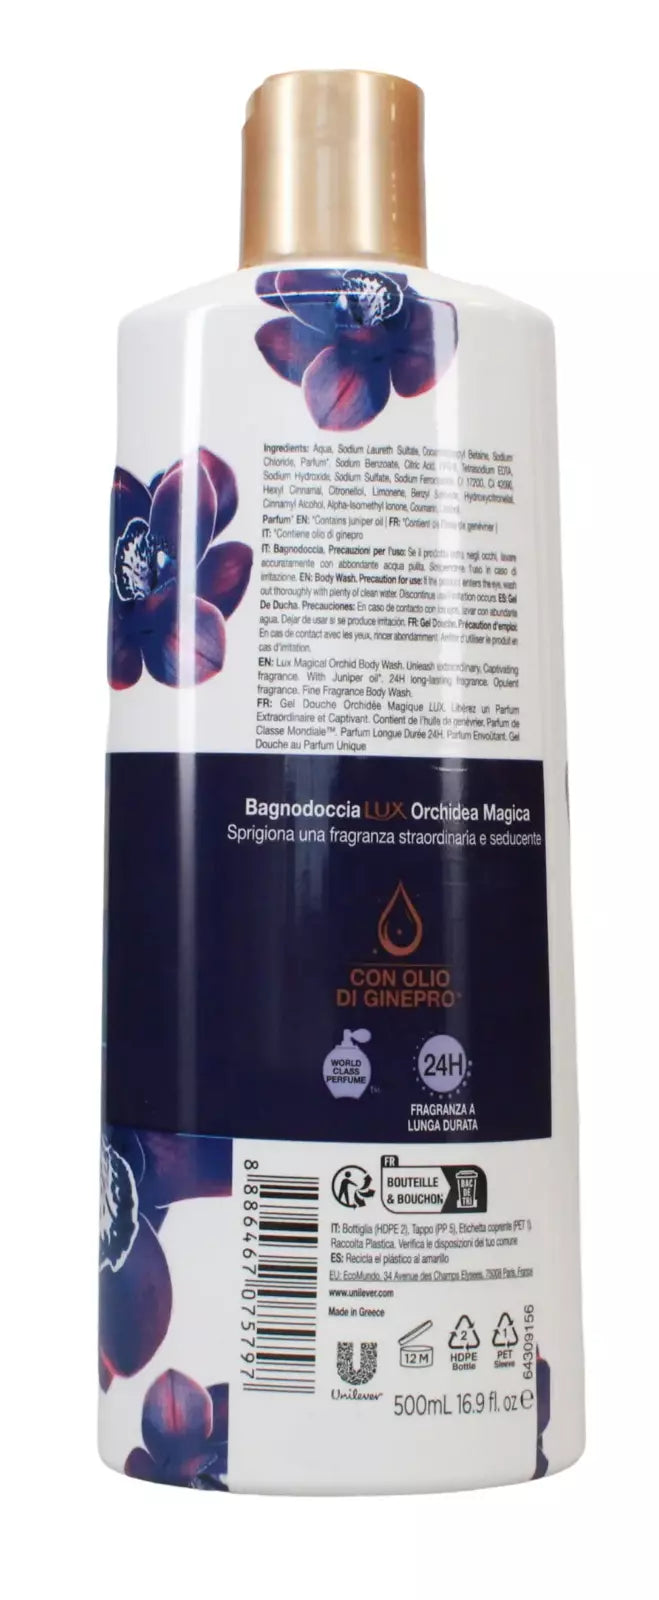 Ingredients: Aqua, Sodium Laureth Sulfate, Betaine, Sodium
Chloride, Parfum*, Sodium Benzoate, Citric Acid, Tetrasodium EDTA,
Sodium Hydroxide, Sodium Sulfate, Sodium CI 17200, CI 42090,
Hexyl Cinnamal, Citronellol, Limonene, Benzyl Hydroxycitronellal,
Cinnamyl Alcohol, Alpha-Isomethyl Ionone,
Parfum* EN: *Contains juniper oil | FR: *Contient de genévrier |
IT: *Contiene olio di ginepro
IT: Bagnodoccia. Precauzioni per l'uso: Se il prodotto entra negli occhi, lavare
accuratamente con abbondante acqua pulita. Sospendere l'uso in caso di
irritazione. EN: Body Wash. Precaution for use: If the product enters the eye, wash
out thoroughly with plenty of clean water. Discontinue use if irritation occurs. ES: Gel
De Ducha. Precauciones: En caso de contacto con los ojos, lavar con abundante
agua. Dejar de usar si se produce irritación. FR: Gel Douche. Précaution d'emploi:
En cas de contact avec les yeux, rincer abondamment. Arrêter d'utiliser le produit en
cas d'irritation.
EN: Lux Magical Orchid Body Wash. Unleash extraordinary, Captivating
fragrance. With Juniper oil*. 24H long-lasting fragrance. Opulent
fragrance. Fine Fragrance Body Wash.
FR: Gel Douche Orchidée Magique LUX. Libérez un Parfum
Extraordinaire et Captivant. Contient de l'huile de genévrier. Parfum de
Classe Mondiale™. Parfum Longue Durée 24H. Parfum Envoûtant. Gel
Douche au Parfum Unique
Bagnodoccia LUX Orchidea Magica
Sprigiona una fragranza straordinaria e seducente
CON OLIO
DI GINEPRO*
WORLD
CLASS
PERFUME
TM
24H
FRAGRANZA A
LUNGA DURATA
8 886467 075797
FR
BOUTEILLE
& BOUCHON
BAC
DE
TRI
IT: Bottiglia (HDPE 2), Tappo (PP 5), Etichetta coprente (PET 1).
Raccolta Plastica. Verifica le disposizioni del tuo comune
ES: Recicla el plástico al amarillo
EU: EcoMundo, 34 Avenue des Champs Elysées, 75008 Paris, France
www.unilever.com
Made in Greece
Unilever
12 M
2
HDPE
Bottle
1
PET
Sleeve
64309156
500mL 16.9 fl. oz e